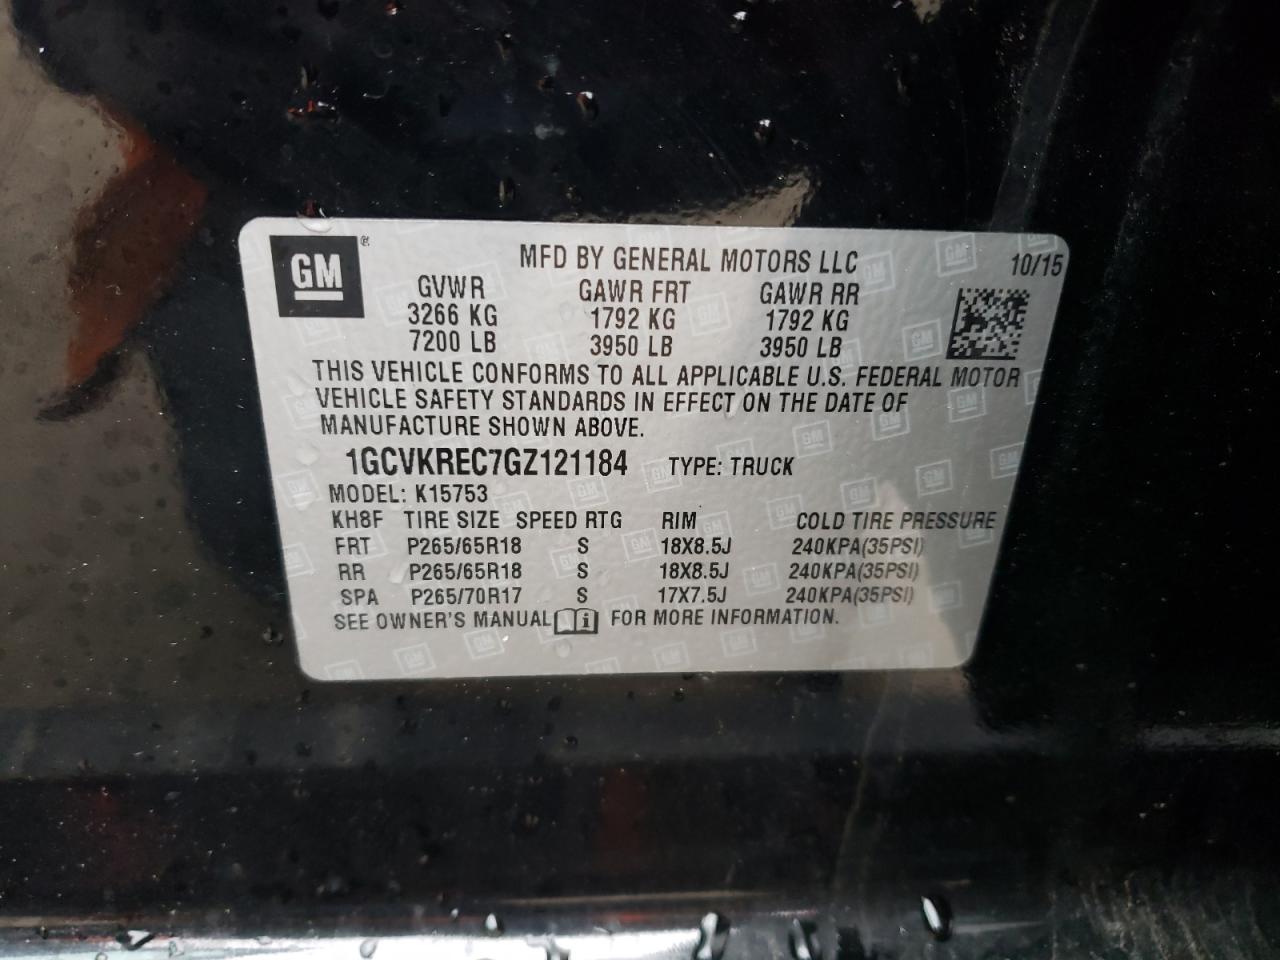 GM ®
MFD BY GENERAL MOTORS LLC 10/15
GVWR GAWR FRT GAWR RR
3266 KG 1792 KG 1792 KG
7200 LB 3950 LB 3950 LB
THIS VEHICLE CONFORMS TO ALL APPLICABLE U.S. FEDERAL MOTOR
VEHICLE SAFETY STANDARDS IN EFFECT ON THE DATE OF
MANUFACTURE SHOWN ABOVE.
1GCVKREC7GZ121184 TYPE: TRUCK
MODEL: K15753
KH8F TIRE SIZE SPEED RTG RIM COLD TIRE PRESSURE
FRT P265/65R18 S 18X8.5J 240KPA(35PSI)
RR P265/65R18 S 18X8.5J 240KPA(35PSI)
SPA P265/70R17 S 17X7.5J 240KPA(35PSI)
SEE OWNER'S MANUAL i FOR MORE INFORMATION.